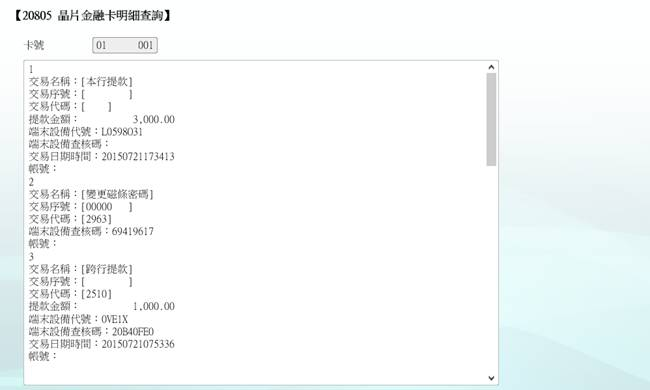 【20805 晶片金融卡明細查詢】
卡號 01 001
1
交易名稱：[本行提款]
交易序號：[ ]
交易代碼：[ ]
提款金額： 3,000.00
端末設備代號：L0598031
端末設備查核碼：
交易日期時間：20150721173413
帳號：
2
交易名稱：[變更磁條密碼]
交易序號：[00000 ]
交易代碼：[2963]
端末設備查核碼：69419617
帳號：
3
交易名稱：[跨行提款]
交易序號：[ ]
交易代碼：[2510]
提款金額： 1,000.00
端末設備代號：0VE1X
端末設備查核碼：20B40FE0
交易日期時間：20150721075336
帳號：